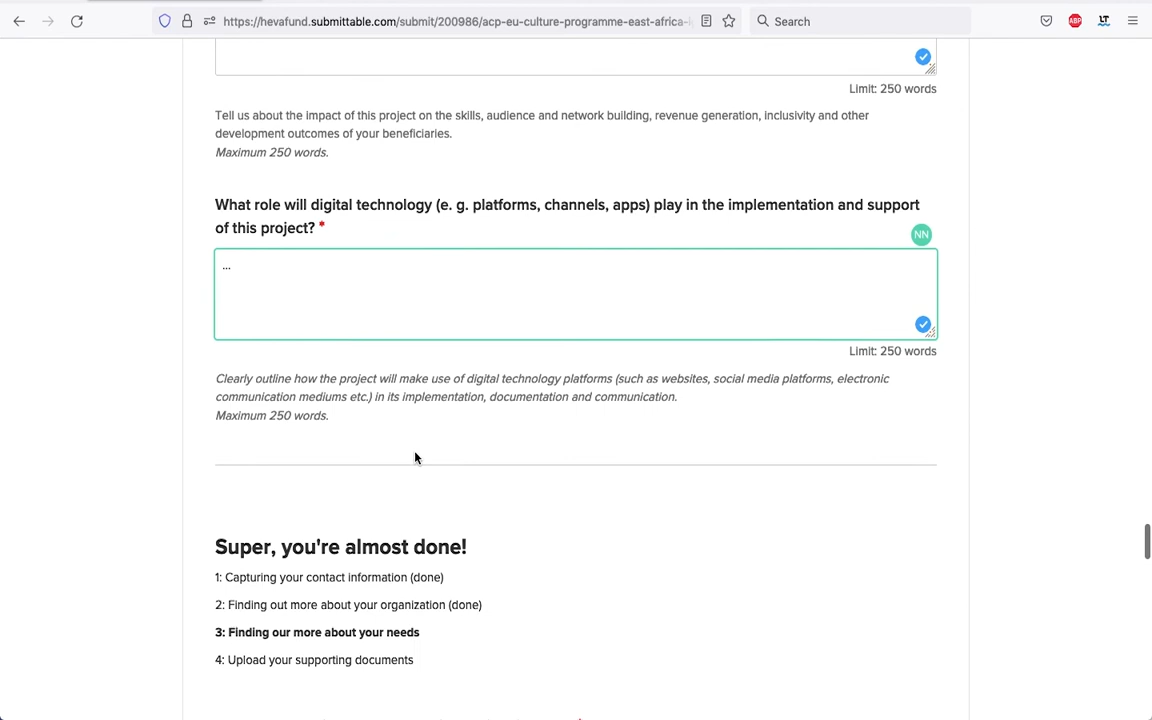 https://hevafund.submittable.com/submit/200986/acp-eu-culture-programme-east-africa-
Search
ABP
LT
Limit: 250 words
Tell us about the impact of this project on the skills, audience and network building, revenue generation, inclusivity and other
development outcomes of your beneficiaries.
Maximum 250 words.
What role will digital technology (e. g. platforms, channels, apps) play in the implementation and support
of this project? *
NN
...
Limit: 250 words
Clearly outline how the project will make use of digital technology platforms (such as websites, social media platforms, electronic
communication mediums etc.) in its implementation, documentation and communication.
Maximum 250 words.
Super, you're almost done!
1: Capturing your contact information (done)
2: Finding out more about your organization (done)
3: Finding our more about your needs
4: Upload your supporting documents